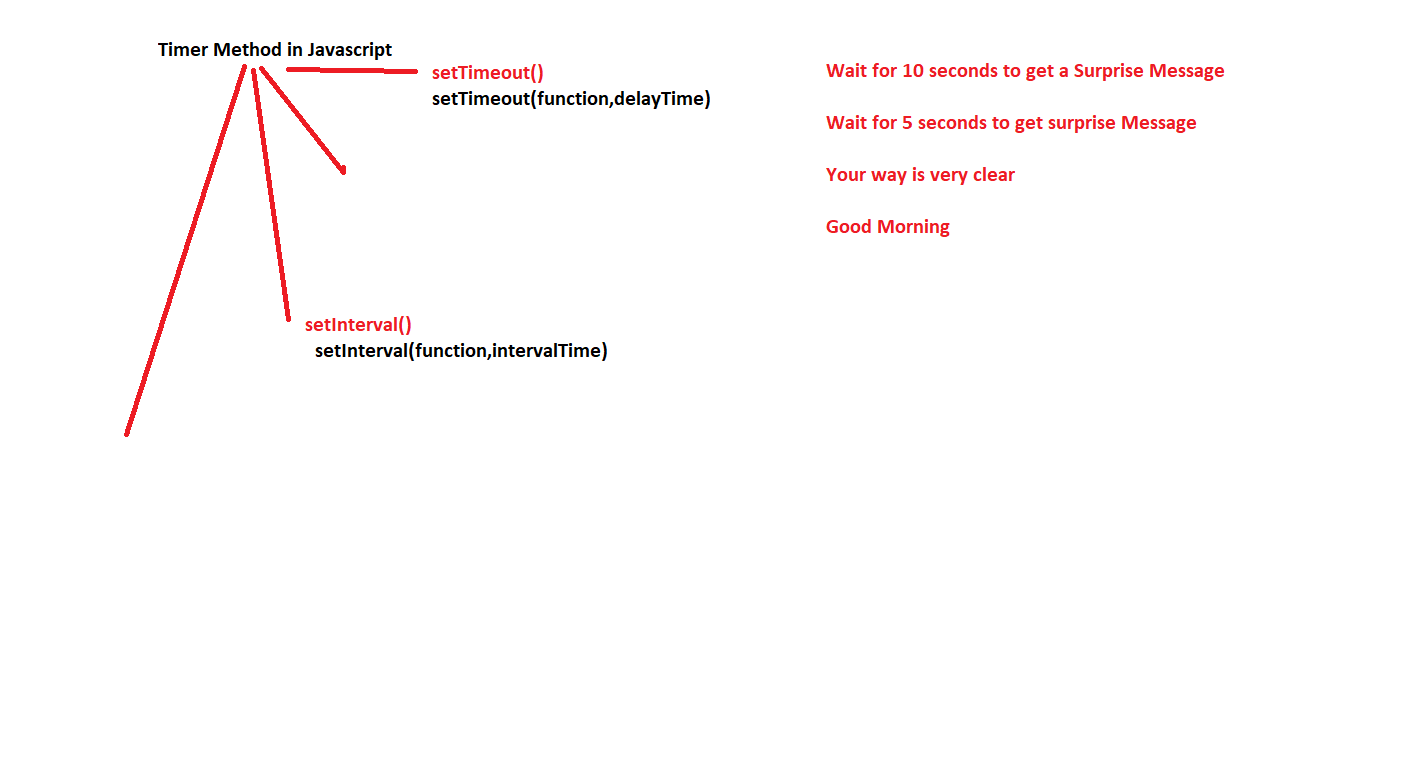 Timer Method in Javascript
setTimeout()
setTimeout(function,delayTime)
setInterval()
setInterval(function,intervalTime)
Wait for 10 seconds to get a Surprise Message
Wait for 5 seconds to get surprise Message
Your way is very clear
Good Morning